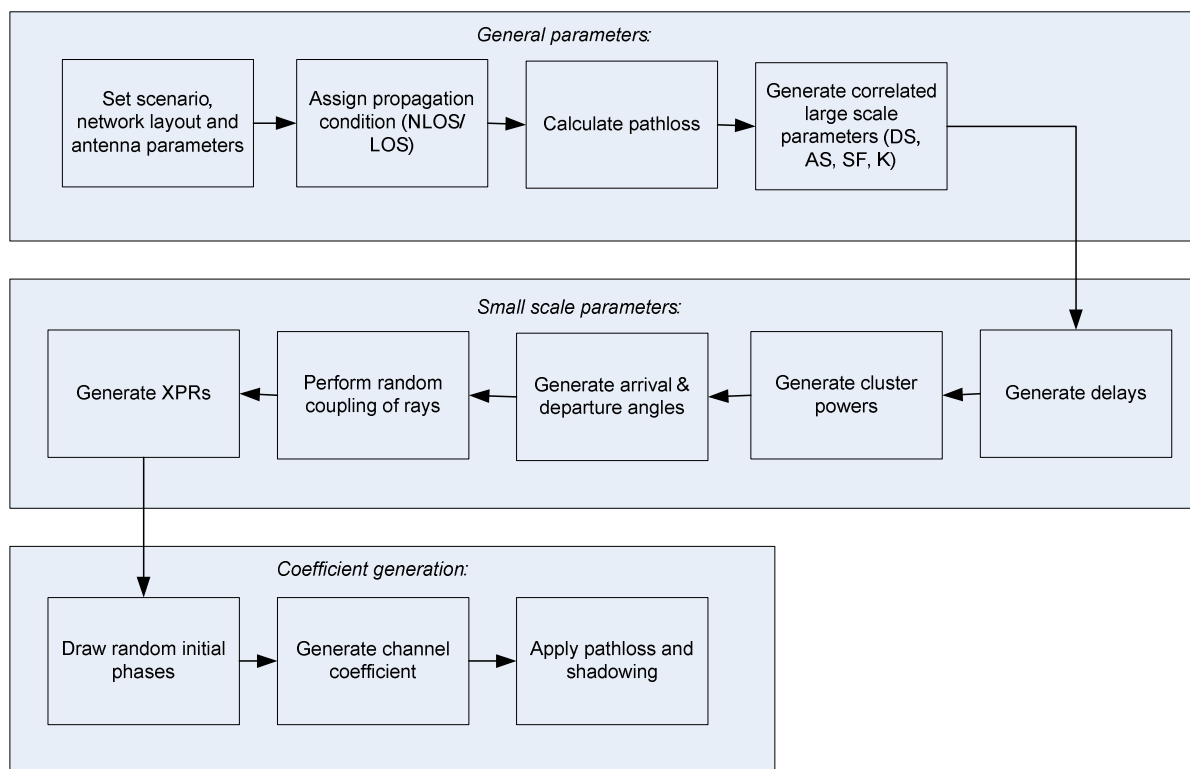 General parameters:
Set scenario,
network layout and
antenna parameters
Assign propagation
condition (NLOS/
LOS)
Calculate pathloss
Generate correlated
large scale
parameters (DS,
AS, SF, K)
Small scale parameters:
Generate XPRs
Perform random
coupling of rays
Generate arrival &
departure angles
Generate cluster
powers
Generate delays
Coefficient generation:
Draw random initial
phases
Generate channel
coefficient
Apply pathloss and
shadowing